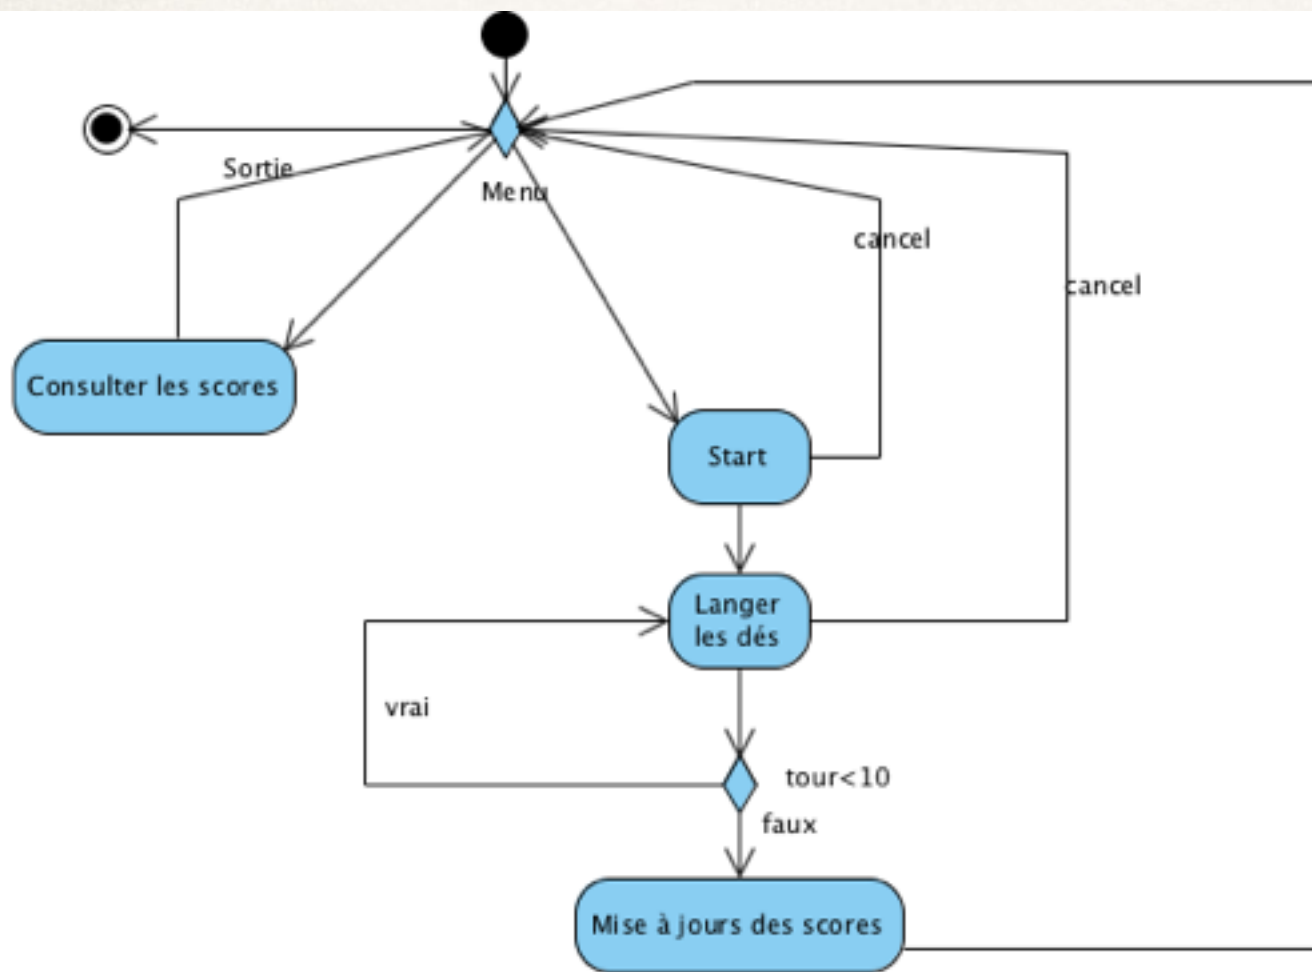 Sortie
Menu
cancel
cancel
Consulter les scores
Start
Langer
les dés
vrai
tour<10
faux
Mise à jours des scores